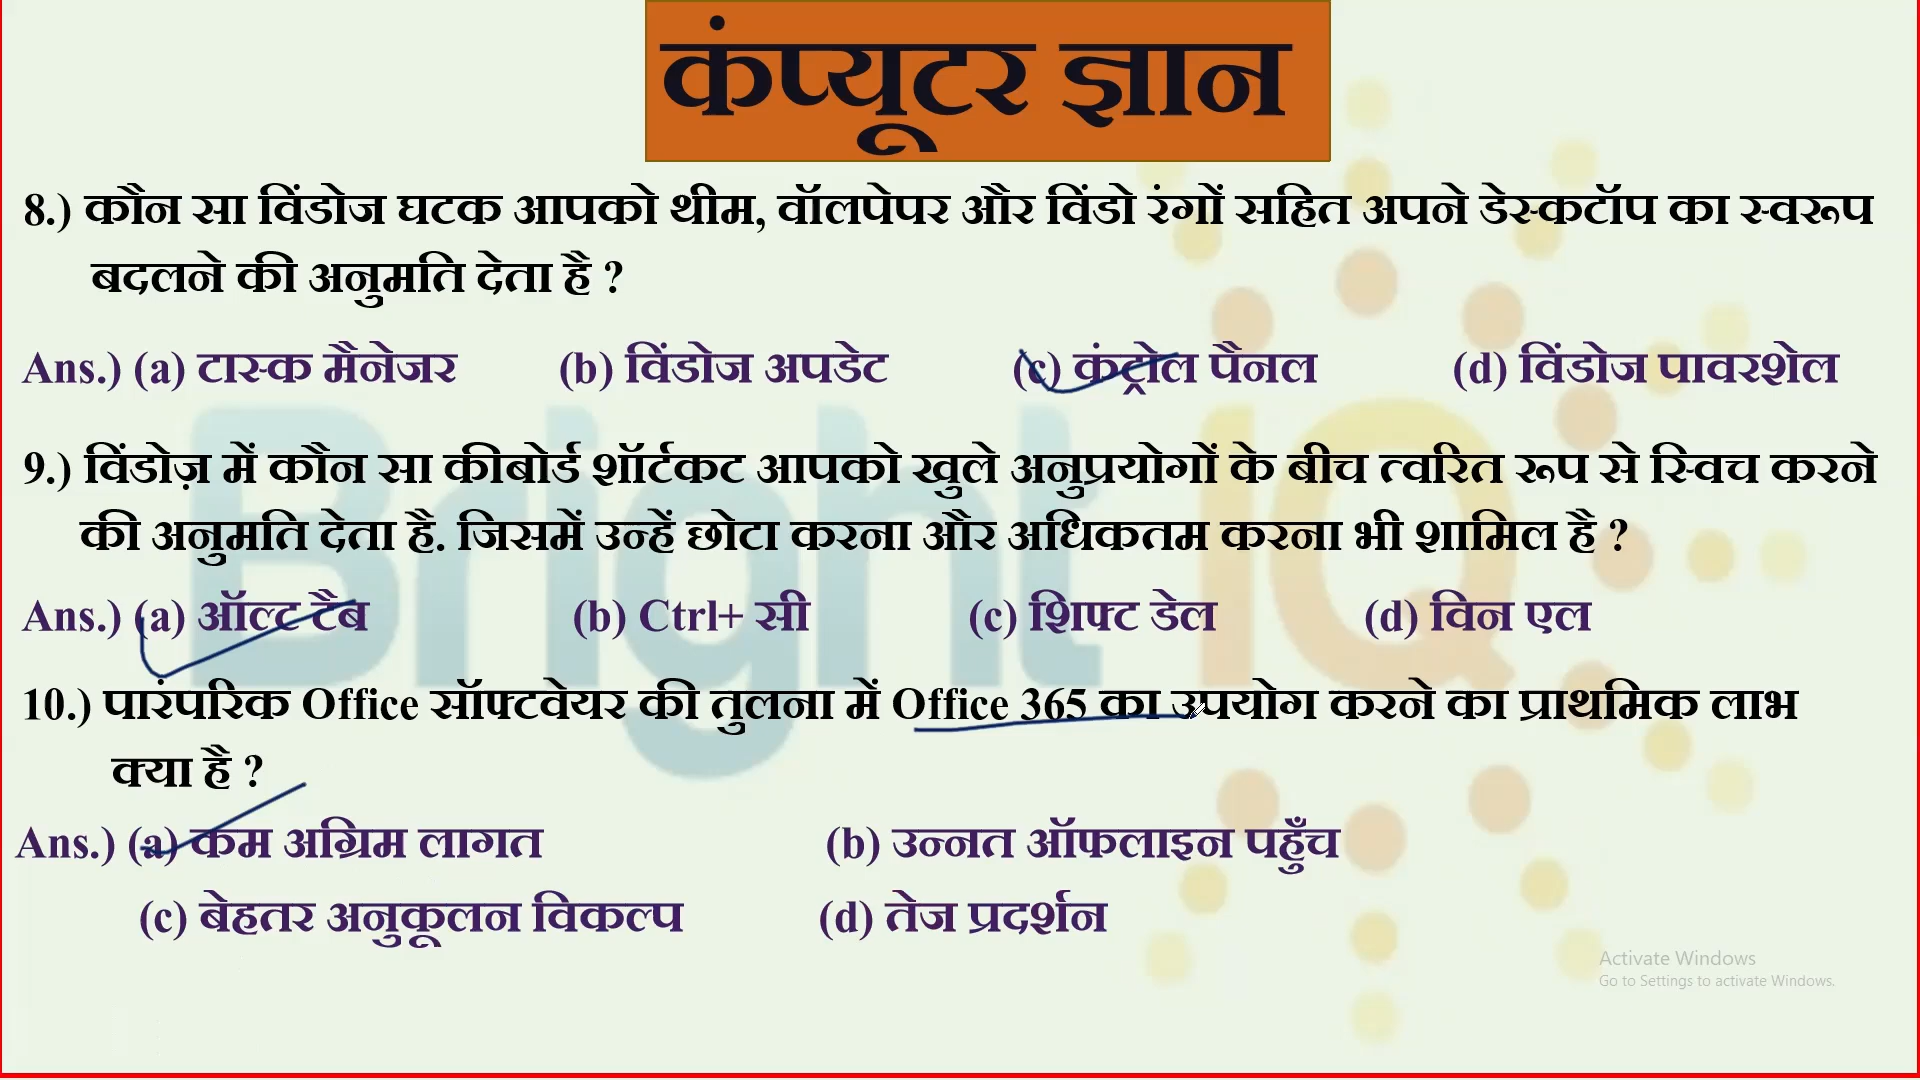 कंप्यूटर ज्ञान
8.) कौन सा विंडोज घटक आपको थीम, वॉलपेपर और विंडो रंगों सहित अपने डेस्कटॉप का स्वरूप
बदलने की अनुमति देता है ?
Ans.) (a) टास्क मैनेजर (b) विंडोज अपडेट (c) कंट्रोल पैनल (d) विंडोज पावरशेल
9.) विंडोज़ में कौन सा कीबोर्ड शॉर्टकट आपको खुले अनुप्रयोगों के बीच त्वरित रूप से स्विच करने
की अनुमति देता है. जिसमें उन्हें छोटा करना और अधिकतम करना भी शामिल है ?
Ans.) (a) ऑल्ट टैब (b) Ctrl+ सी (c) शिफ्ट डेल (d) विन एल
10.) पारंपरिक Office सॉफ्टवेयर की तुलना में Office 365 का उपयोग करने का प्राथमिक लाभ
क्या है ?
Ans.) (a) कम अग्रिम लागत (b) उन्नत ऑफलाइन पहुँच
(c) बेहतर अनुकूलन विकल्प (d) तेज प्रदर्शन
Bright IQ
Activate Windows
Go to Settings to activate Windows.